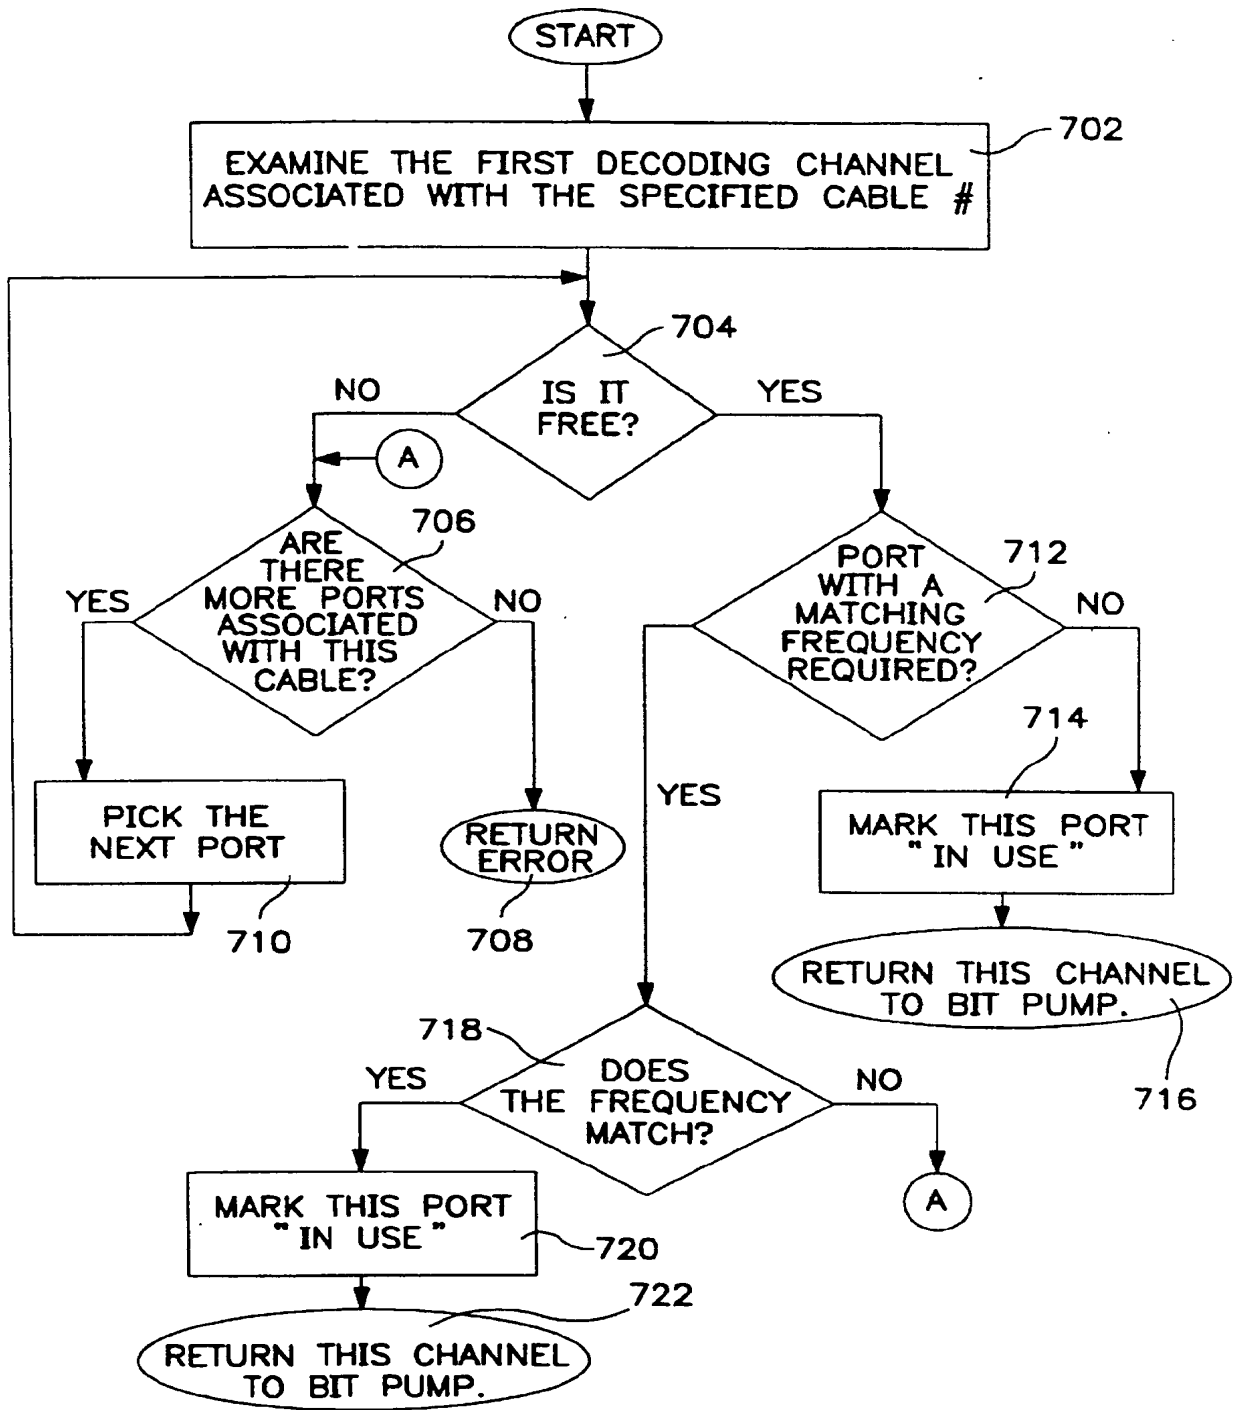 START
702
EXAMINE THE FIRST DECODING CHANNEL
ASSOCIATED WITH THE SPECIFIED CABLE #
704
IS IT
FREE?
NO
YES
A
706
ARE
THERE
MORE PORTS
ASSOCIATED
WITH THIS
CABLE?
YES
NO
712
PORT
WITH A
MATCHING
FREQUENCY
REQUIRED?
NO
YES
PICK THE
NEXT PORT
710
RETURN
ERROR
708
714
MARK THIS PORT
"IN USE"
RETURN THIS CHANNEL
TO BIT PUMP.
716
718
DOES
THE FREQUENCY
MATCH?
YES
NO
A
MARK THIS PORT
"IN USE"
720
722
RETURN THIS CHANNEL
TO BIT PUMP.